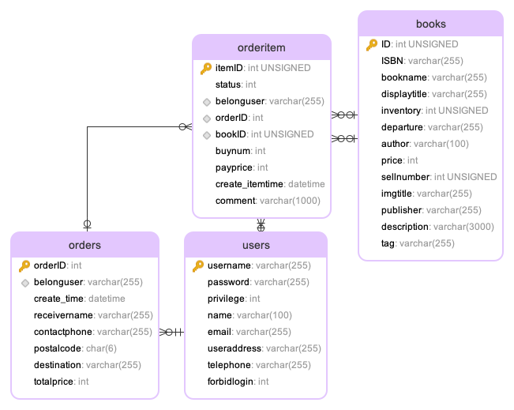 books
ID: int UNSIGNED
ISBN: varchar(255)
bookname: varchar(255)
displaytitle: varchar(255)
inventory: int UNSIGNED
departure: varchar(255)
author: varchar(100)
price: int
sellnumber: int UNSIGNED
imgtitle: varchar(255)
publisher: varchar(255)
description: varchar(3000)
tag: varchar(255)
orderitem
itemID: int UNSIGNED
status: int
belonguser: varchar(255)
orderID: int
bookID: int UNSIGNED
buynum: int
payprice: int
create_itemtime: datetime
comment: varchar(1000)
orders
orderID: int
belonguser: varchar(255)
create_time: datetime
receivername: varchar(255)
contactphone: varchar(255)
postalcode: char(6)
destination: varchar(255)
totalprice: int
users
username: varchar(255)
password: varchar(255)
privilege: int
name: varchar(100)
email: varchar(255)
useraddress: varchar(255)
telephone: varchar(255)
forbidlogin: int